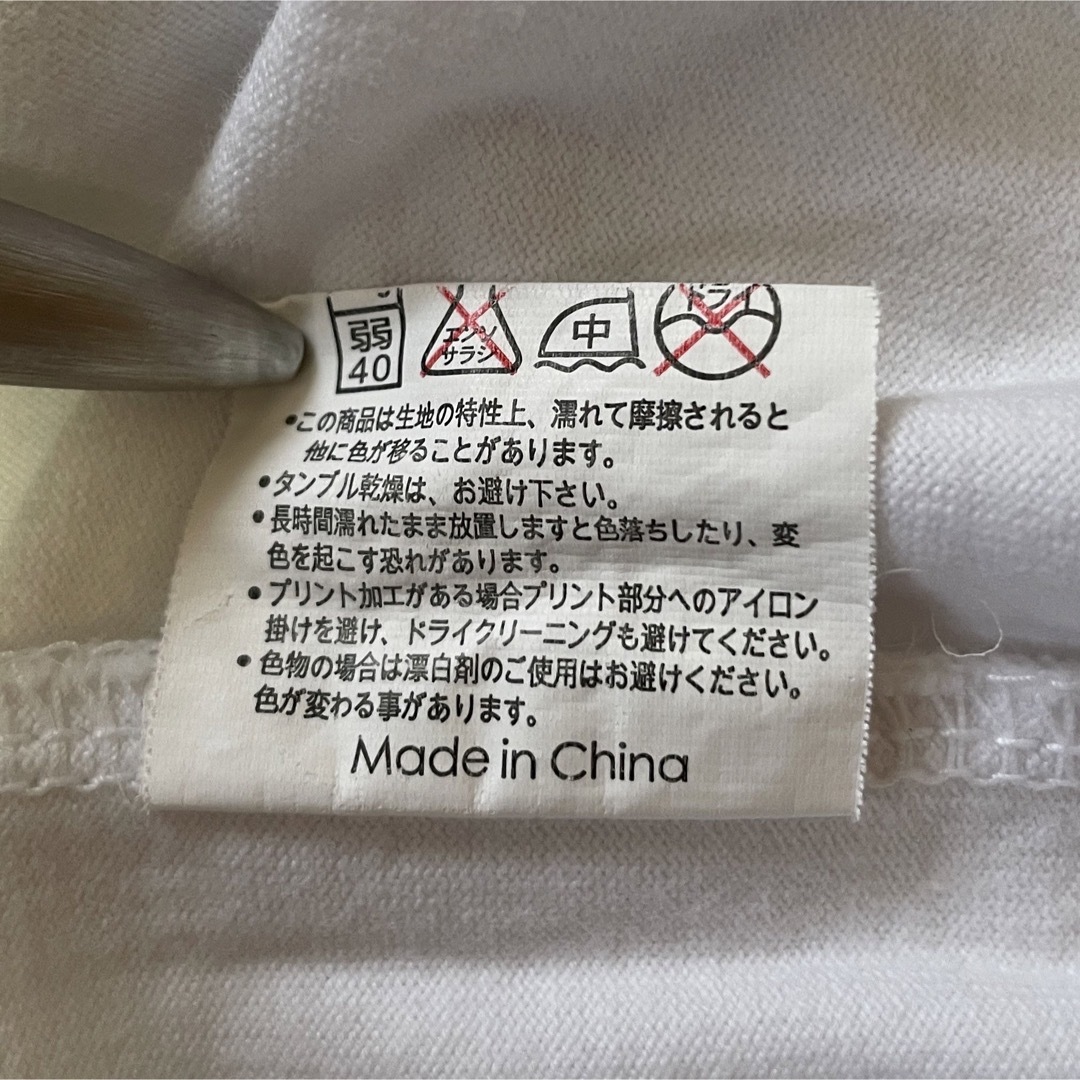 弱 エンソ 中 ドライ
40 サラシ
•この商品は生地の特性上、濡れて摩擦されると
他に色が移ることがあります。
•タンブル乾燥は、お避け下さい。
•長時間濡れたまま放置しますと色落ちしたり、変
色を起こす恐れがあります。
•プリント加工がある場合プリント部分へのアイロン
掛けを避け、ドライクリーニングも避けてください。
•色物の場合は漂白剤のご使用はお避けください。
色が変わる事があります。
Made in China